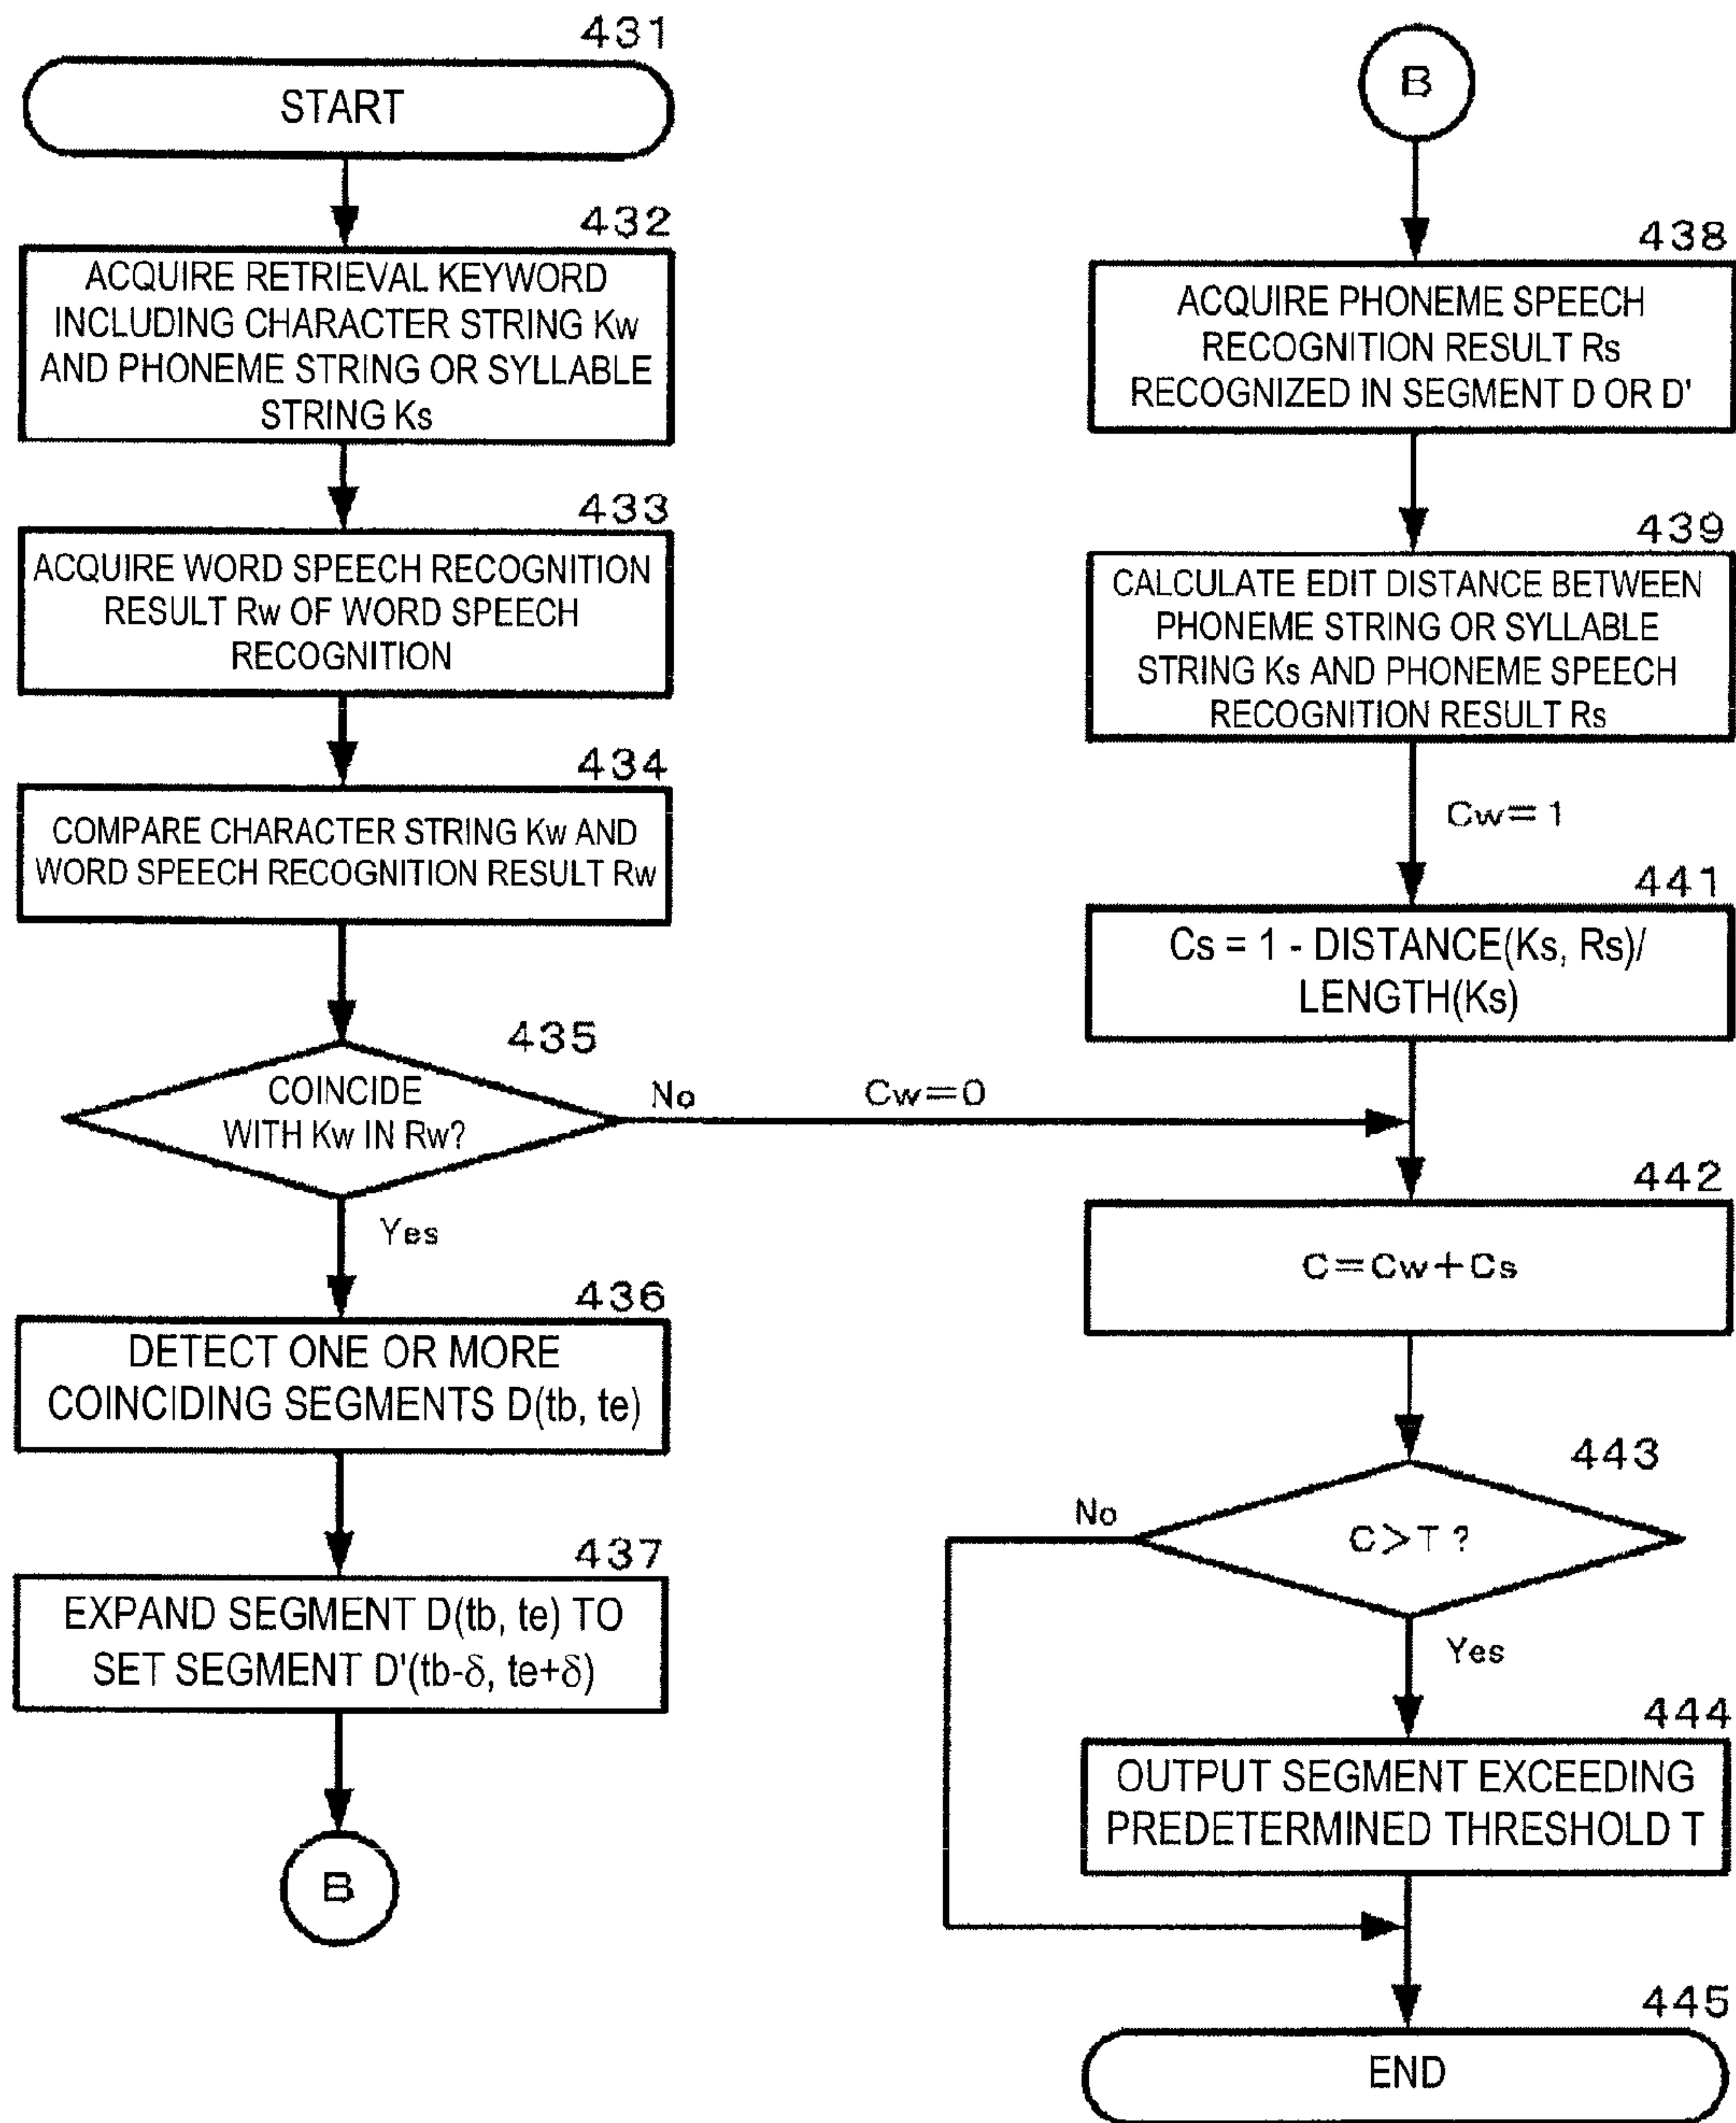 431
START
432
ACQUIRE RETRIEVAL KEYWORD
INCLUDING CHARACTER STRING Kw
AND PHONEME STRING OR SYLLABLE
STRING Ks
433
ACQUIRE WORD SPEECH RECOGNITION
RESULT Rw OF WORD SPEECH
RECOGNITION
434
COMPARE CHARACTER STRING Kw AND
WORD SPEECH RECOGNITION RESULT Rw
435
COINCIDE
WITH Kw IN Rw?
No
Cw=0
Yes
436
DETECT ONE OR MORE
COINCIDING SEGMENTS D(tb, te)
437
EXPAND SEGMENT D(tb, te) TO
SET SEGMENT D'(tb-δ, te+δ)
B
B
438
ACQUIRE PHONEME SPEECH
RECOGNITION RESULT Rs
RECOGNIZED IN SEGMENT D OR D'
439
CALCULATE EDIT DISTANCE BETWEEN
PHONEME STRING OR SYLLABLE
STRING Ks AND PHONEME SPEECH
RECOGNITION RESULT Rs
Cw=1
441
Cs = 1 - DISTANCE(Ks, Rs)/
LENGTH(Ks)
442
C=Cw+Cs
443
C>T ?
No
Yes
444
OUTPUT SEGMENT EXCEEDING
PREDETERMINED THRESHOLD T
445
END